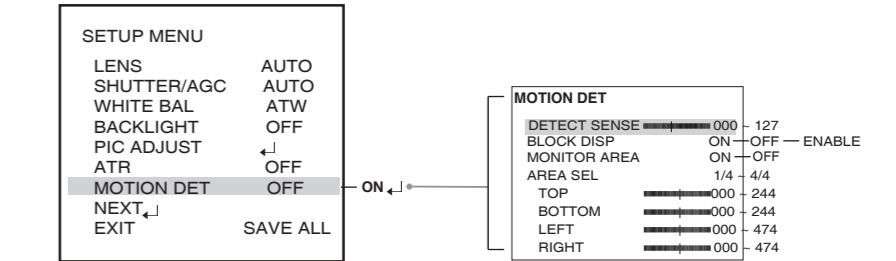 SETUP MENU
LENS AUTO
SHUTTER/AGC AUTO
WHITE BAL ATW
BACKLIGHT OFF
PIC ADJUST ↵
ATR OFF
MOTION DET OFF — ON ↵
NEXT ↵
EXIT SAVE ALL
MOTION DET
DETECT SENSE 000 ~ 127
BLOCK DISP ON — OFF — ENABLE
MONITOR AREA ON — OFF
AREA SEL 1/4 ~ 4/4
TOP 000 ~ 244
BOTTOM 000 ~ 244
LEFT 000 ~ 474
RIGHT 000 ~ 474